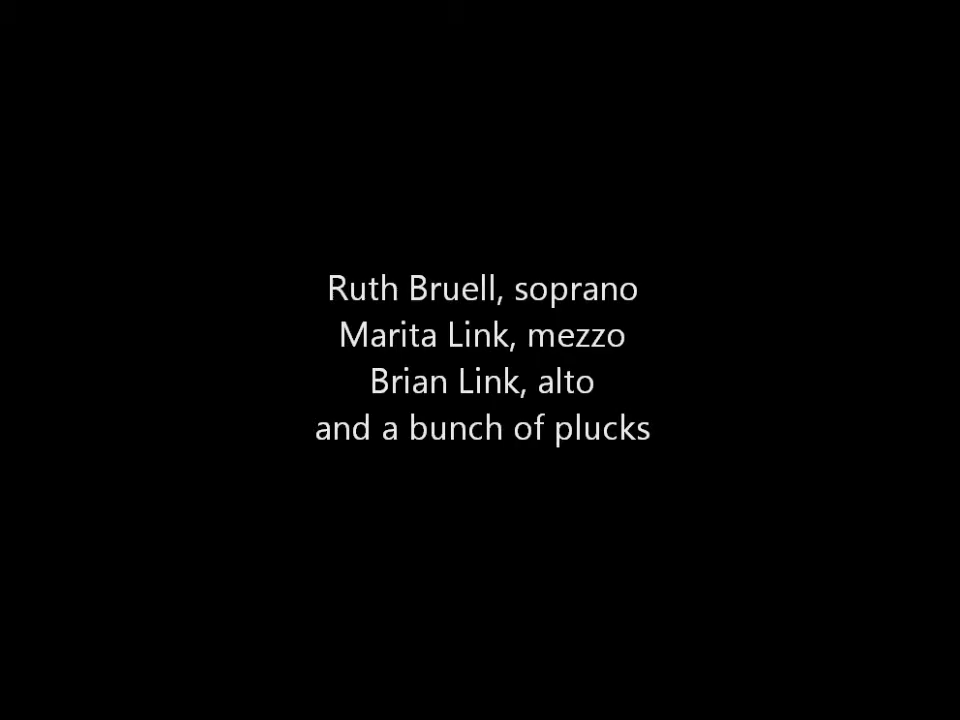 Ruth Bruell, soprano
Marita Link, mezzo
Brian Link, alto
and a bunch of plucks